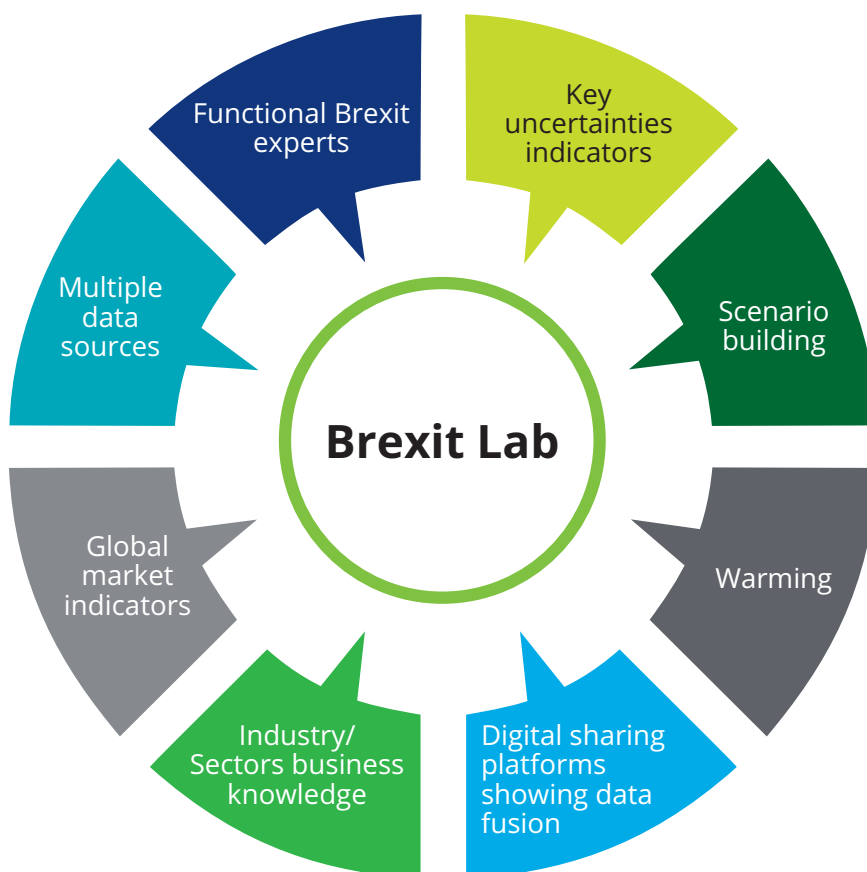 Functional Brexit
experts
Key
uncertainties
indicators
Multiple
data
sources
Scenario
building
Brexit Lab
Global
market
indicators
Warming
Industry/
Sectors business
knowledge
Digital sharing
platforms
showing data
fusion